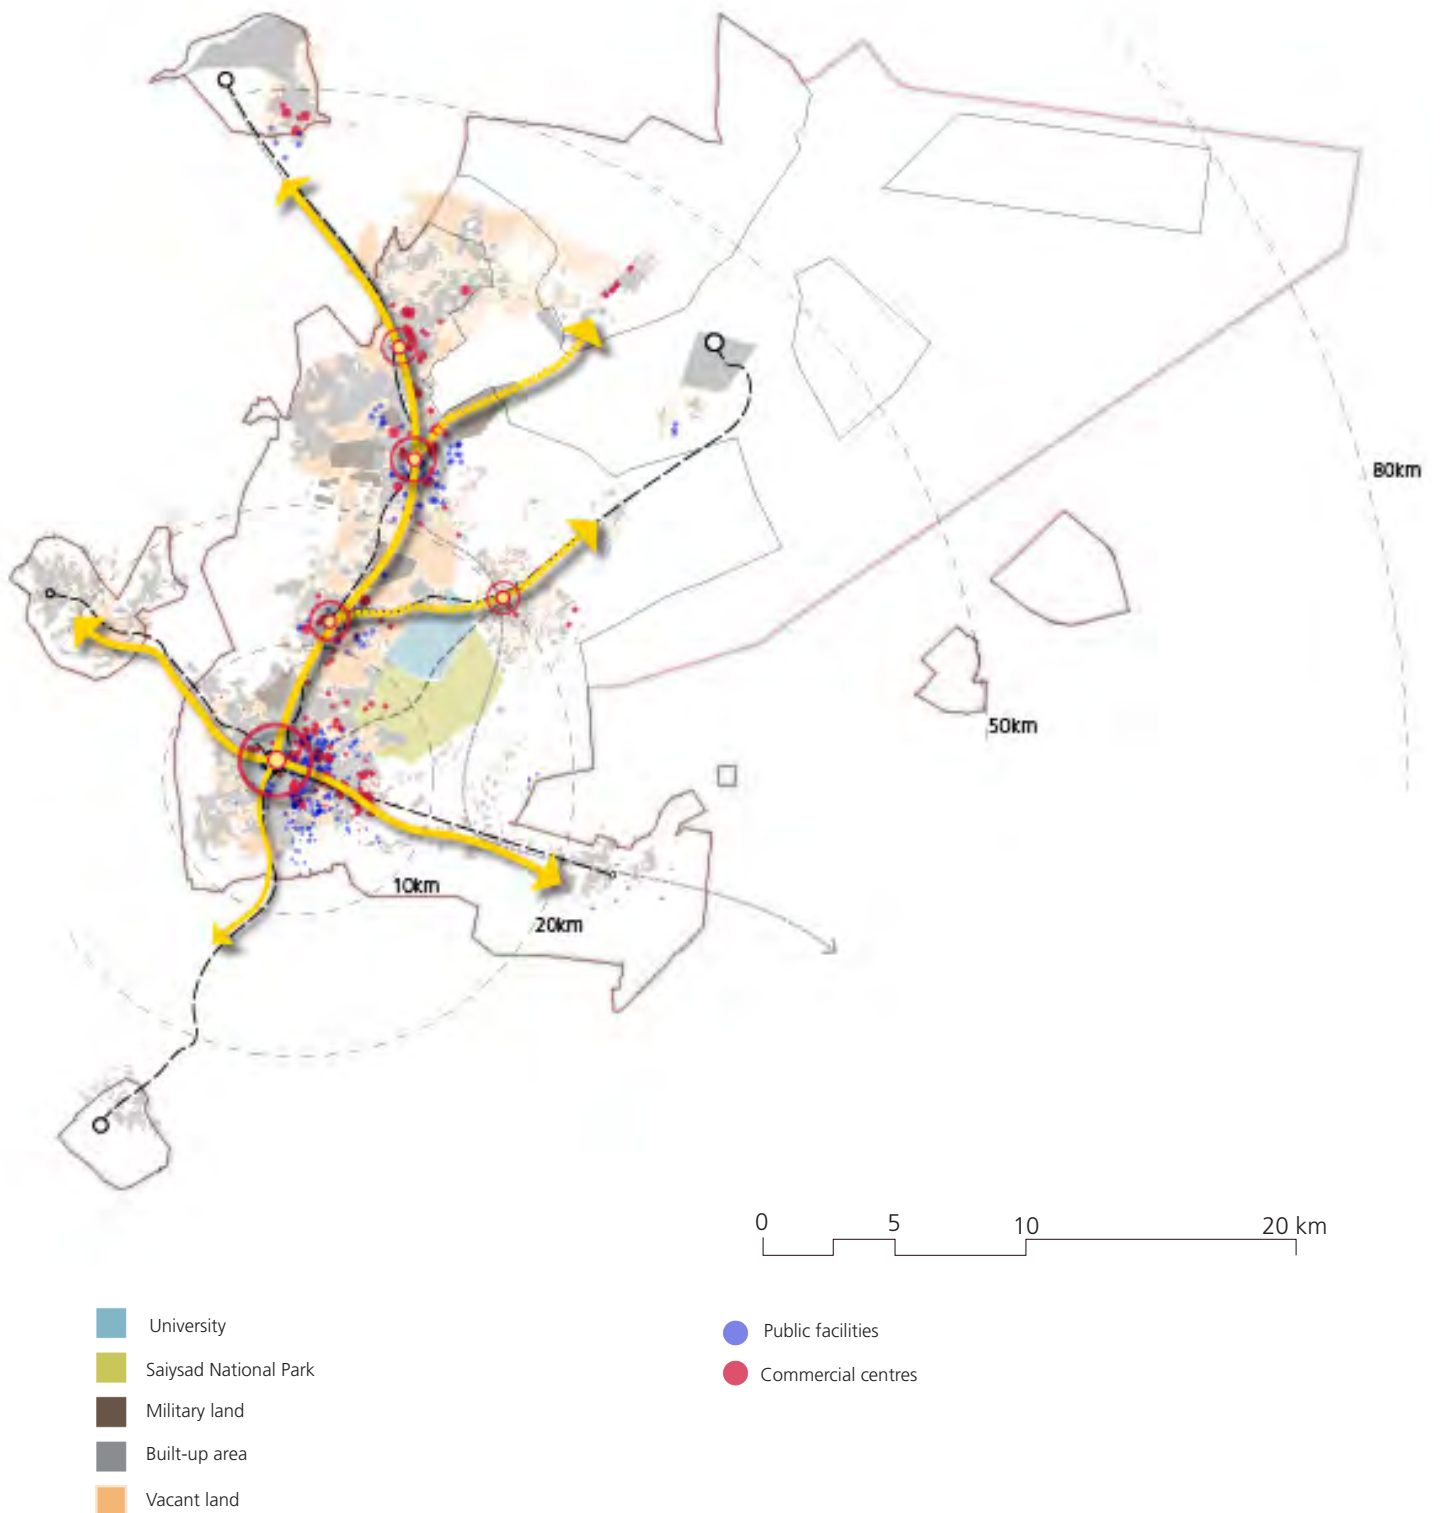 80km
50km
10km
20km
0 5 10 20 km
University
Saiysad National Park
Military land
Built-up area
Vacant land
Public facilities
Commercial centres